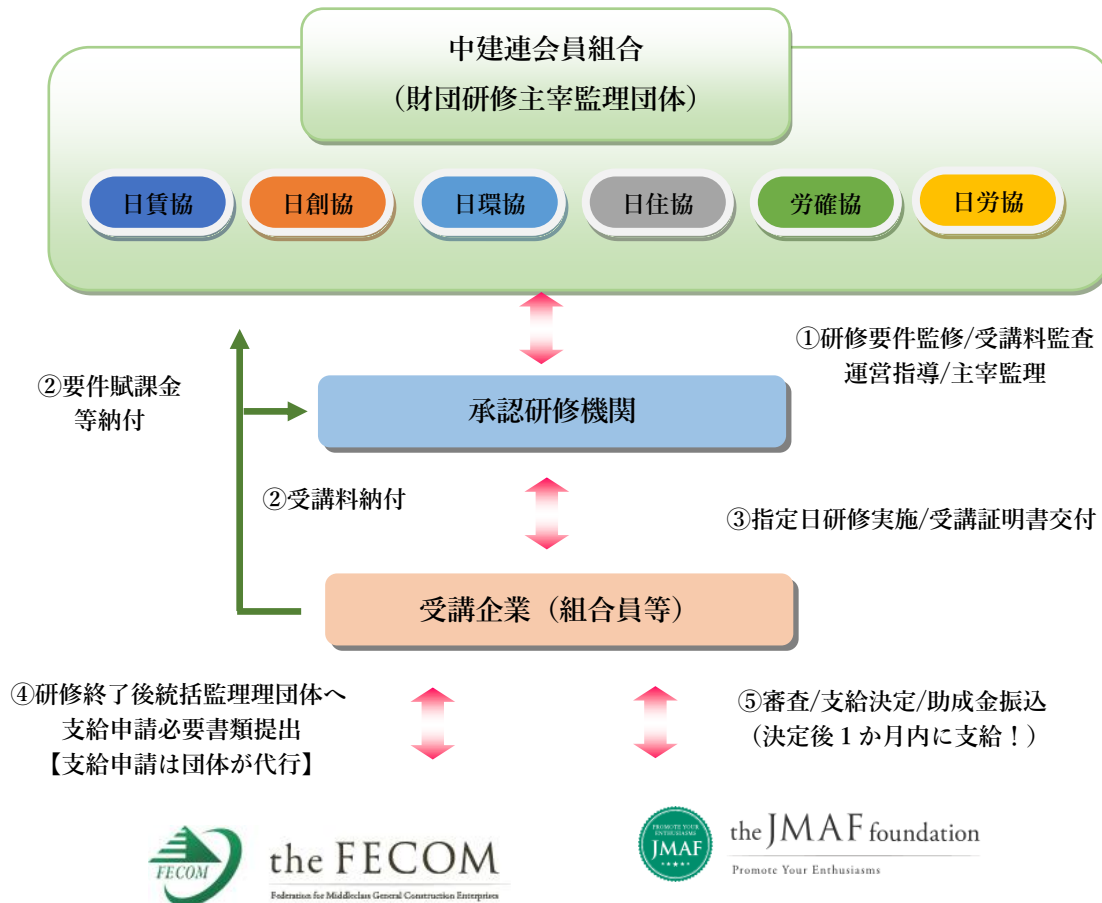 中建連会員組合
（財団研修主宰監理団体）
日賃協
日創協
日環協
日住協
労確協
日労協
①研修要件監修/受講料監査
運営指導/主宰監理
②要件賦課金
等納付
承認研修機関
②受講料納付
③指定日研修実施/受講証明書交付
受講企業（組合員等）
④研修終了後統括監理理団体へ
支給申請必要書類提出
【支給申請は団体が代行】
⑤審査/支給決定/助成金振込
（決定後１か月内に支給！）
FECOM
the FECOM
Federation for Middleclass General Construction Enterprises
PROMOTE YOUR
ENTHUSIASMS
JMAF
the JMAF foundation
Promote Your Enthusiasms